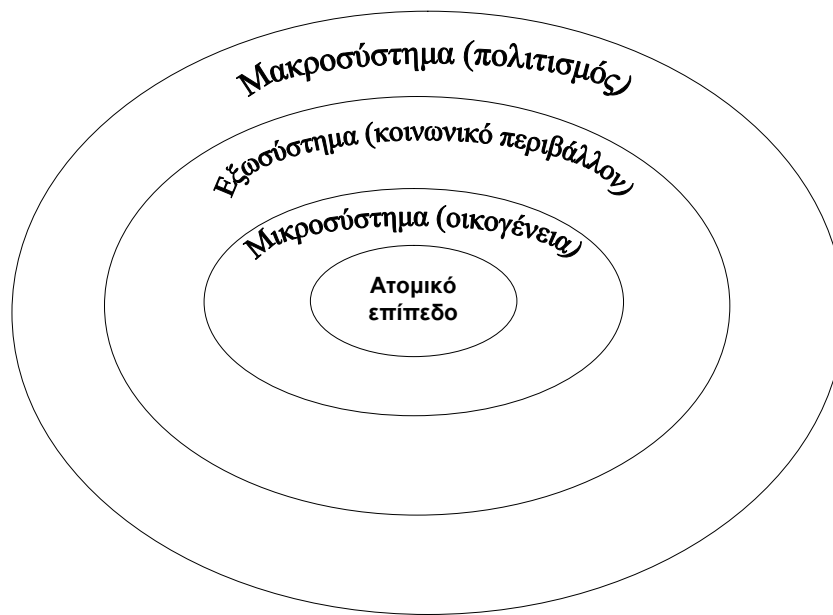 Μακροσύστημα (πολιτισμός)
Εξωσύστημα (κοινωνικό περιβάλλον)
Μικροσύστημα (οικογένεια)
Ατομικό
επίπεδο